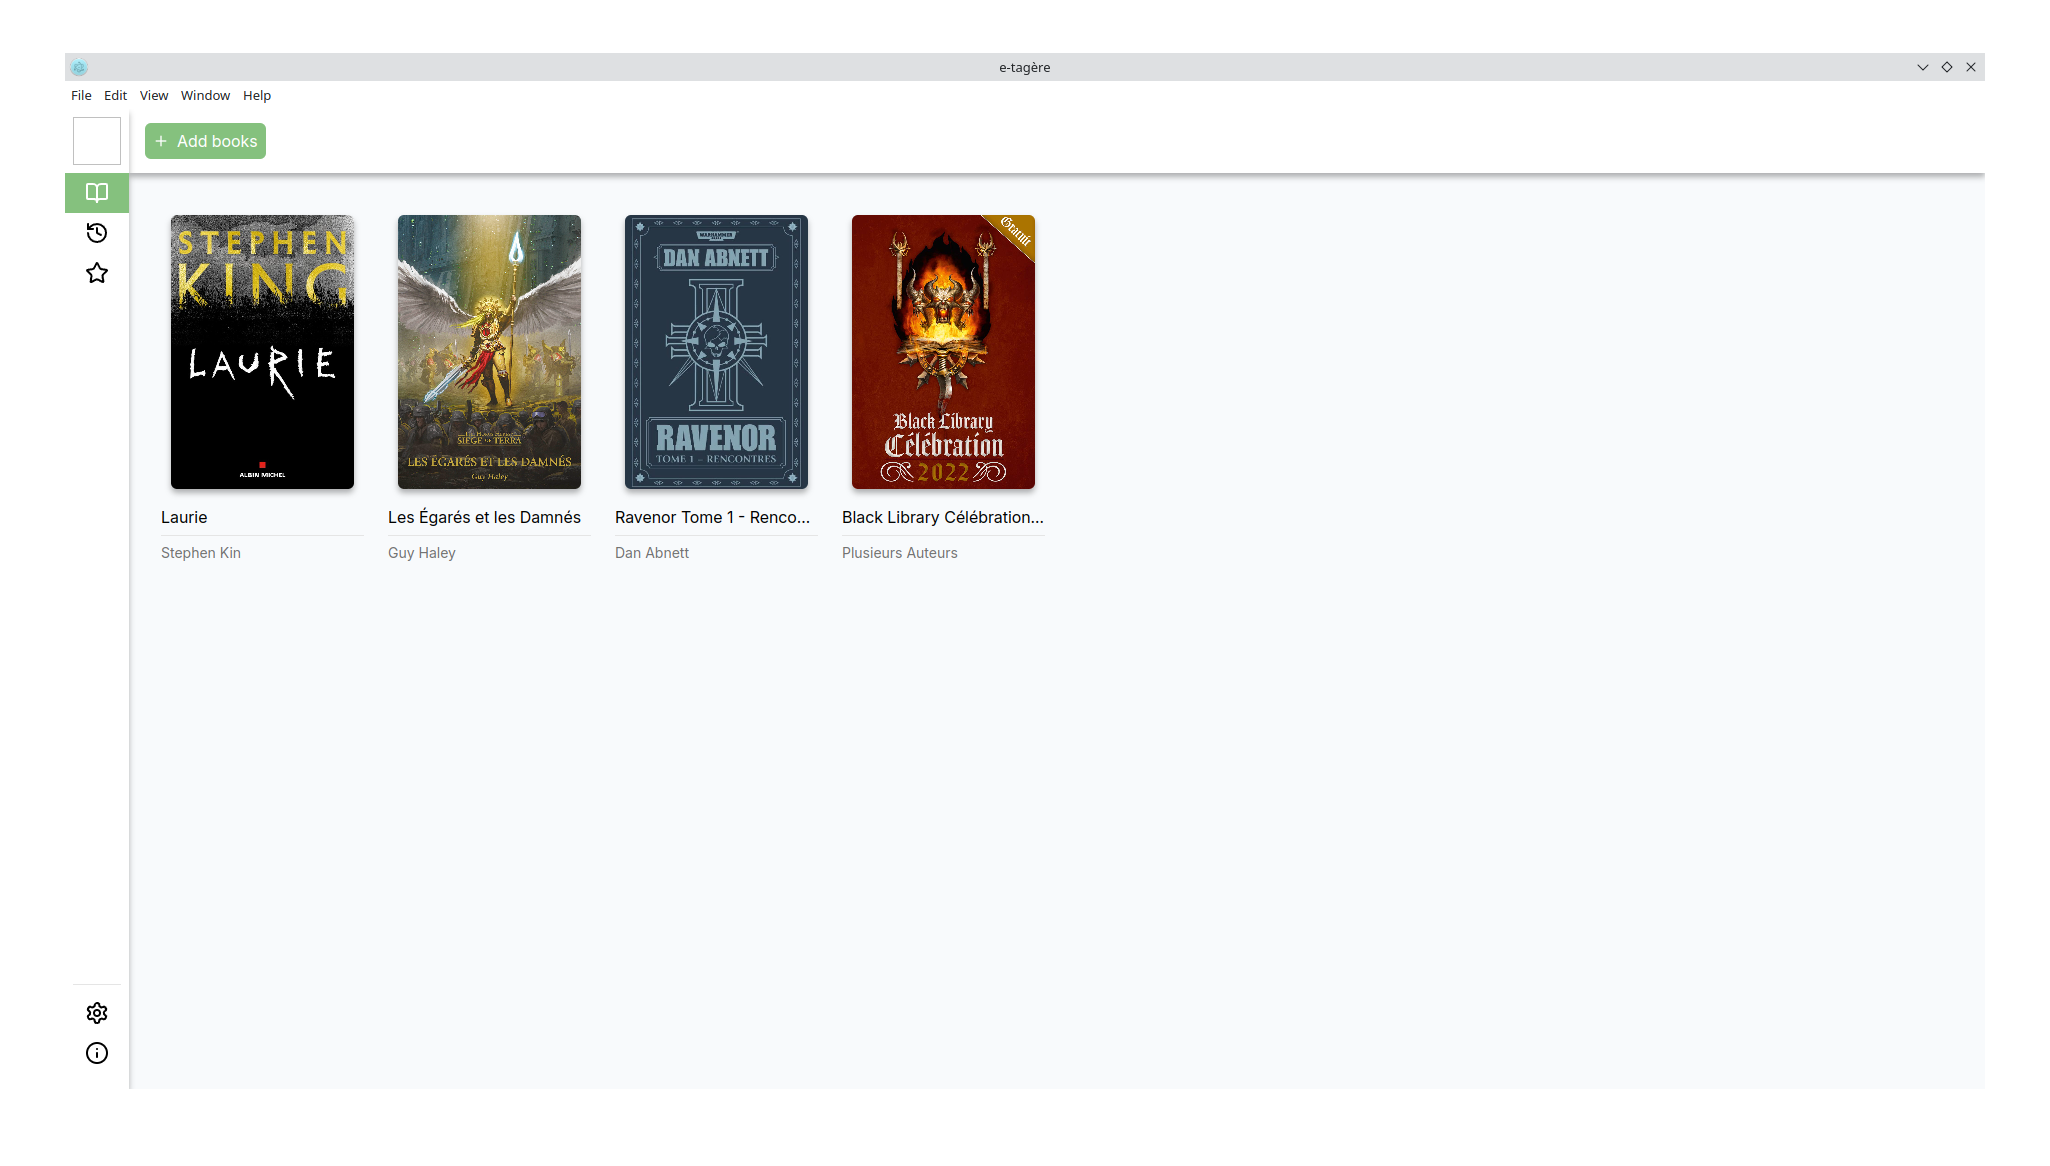 e-tagère
File Edit View Window Help
+ Add books
STEPHEN
KING
LAURIE
ALBIN MICHEL
SIEGE OF TERRA
LES ÉGARÉS ET LES DAMNÉS
Guy Haley
WARHAMMER
DAN ABNETT
RAVENOR
TOME 1 - RENCONTRES
Gratuit
Black Library
Célébration
2022
Laurie
Stephen Kin
Les Égarés et les Damnés
Guy Haley
Ravenor Tome 1 - Renco...
Dan Abnett
Black Library Célébration...
Plusieurs Auteurs